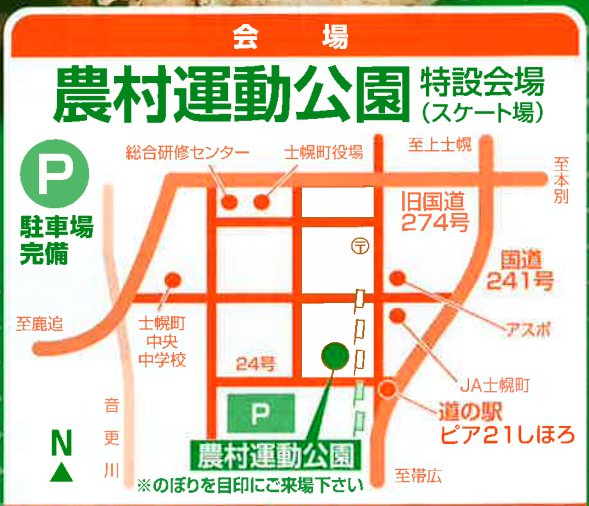 会場
農村運動公園 特設会場
(スケート場)
P
駐車場
完備
総合研修センター
士幌町役場
至上士幌
至本別
旧国道
274号
〒
国道
241号
至鹿追
士幌町
中央
中学校
アスポ
24号
JA士幌町
道の駅
ピア21しほろ
音更川
P
N
農村運動公園
至帯広
※のぼりを目印にご来場下さい